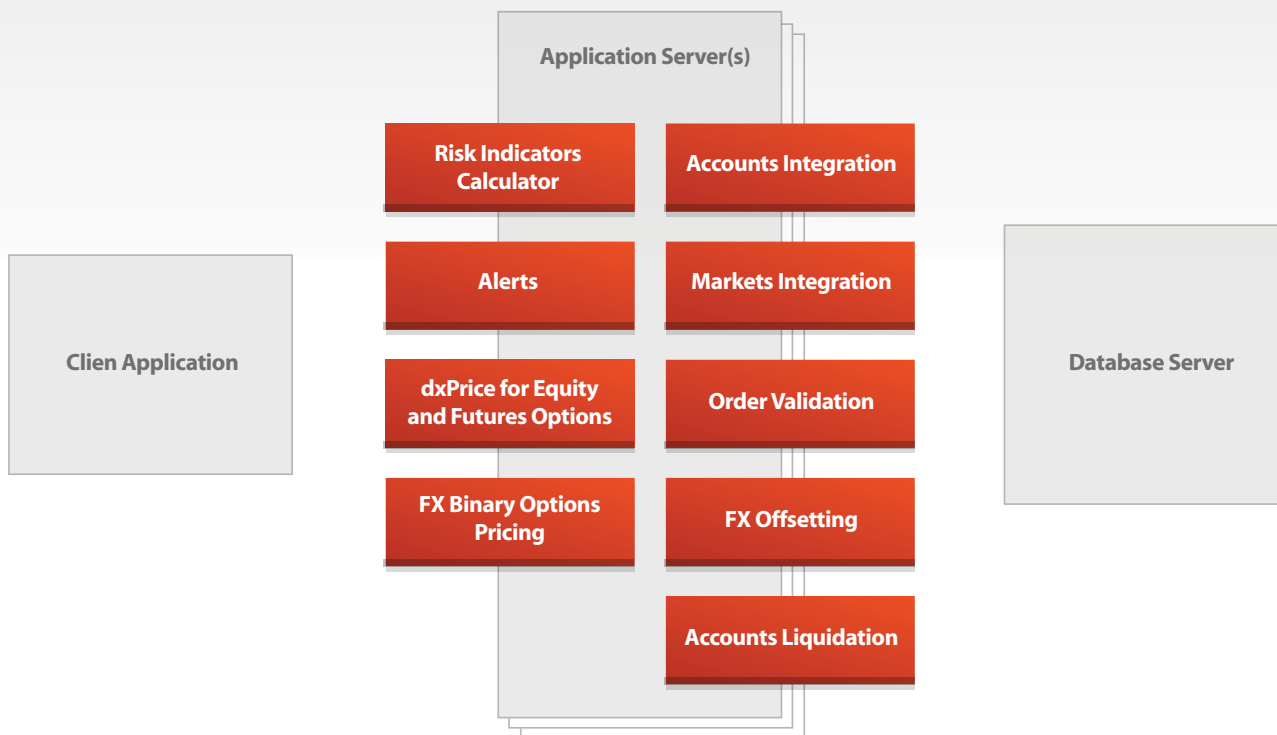 Application Server(s)
Risk Indicators
Calculator
Accounts Integration
Alerts
Markets Integration
Clien Application
Database Server
dxPrice for Equity
and Futures Options
Order Validation
FX Binary Options
Pricing
FX Offsetting
Accounts Liquidation